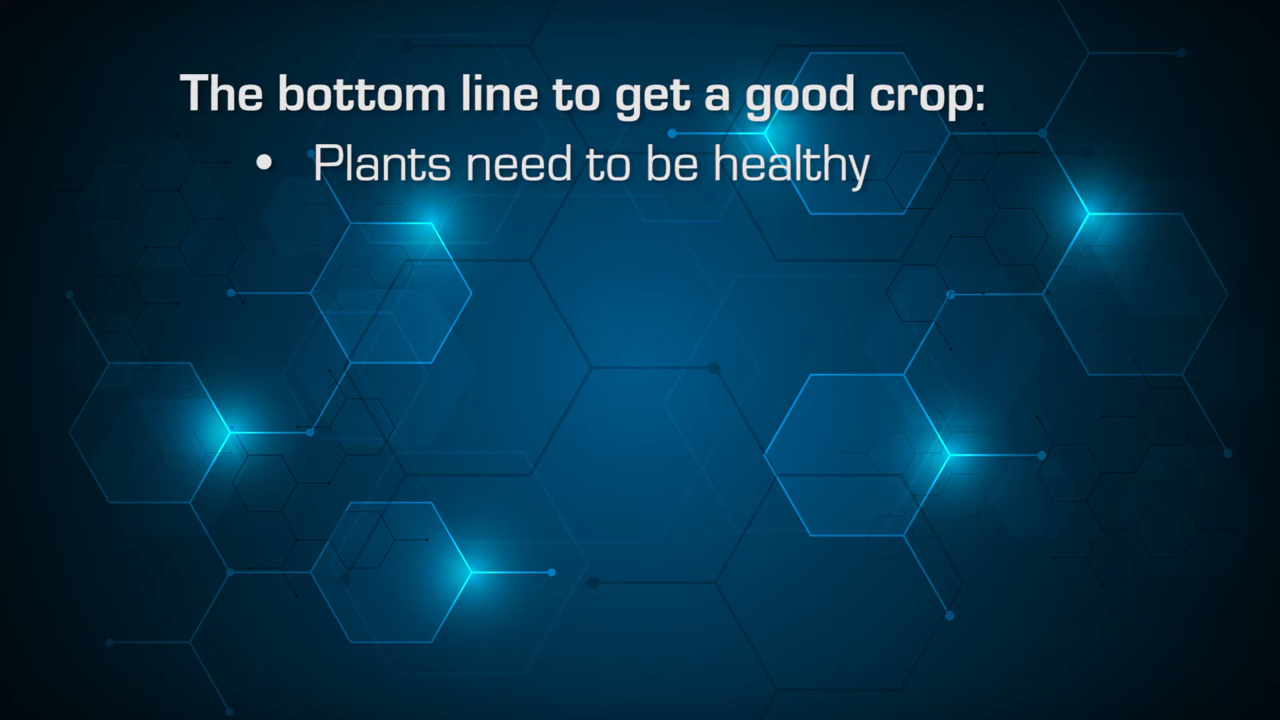 The bottom line to get a good crop:
• Plants need to be healthy